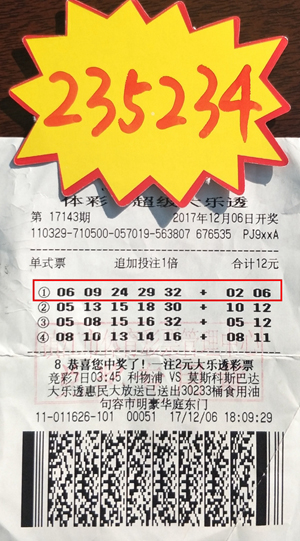 235234
体彩 超级大乐透
第 17143期 2017年12月06日开奖
110329-710500-057019-563807 676535 PJ9xxA
单式票 追加投注1倍 合计12元
① 06 09 24 29 32 + 02 06
② 05 13 15 18 30 + 10 12
③ 05 08 15 16 32 + 05 12
④ 08 10 13 14 15 + 04 11
8 恭喜您中奖了！一注2元大乐透彩票
竞彩7日03:45 利物浦 VS 莫斯科斯巴达
大乐透惠民大放送已送出30233桶食用油
句容市明豪华庭东门
11-011626-101 00051 17/12/06 18:09:29